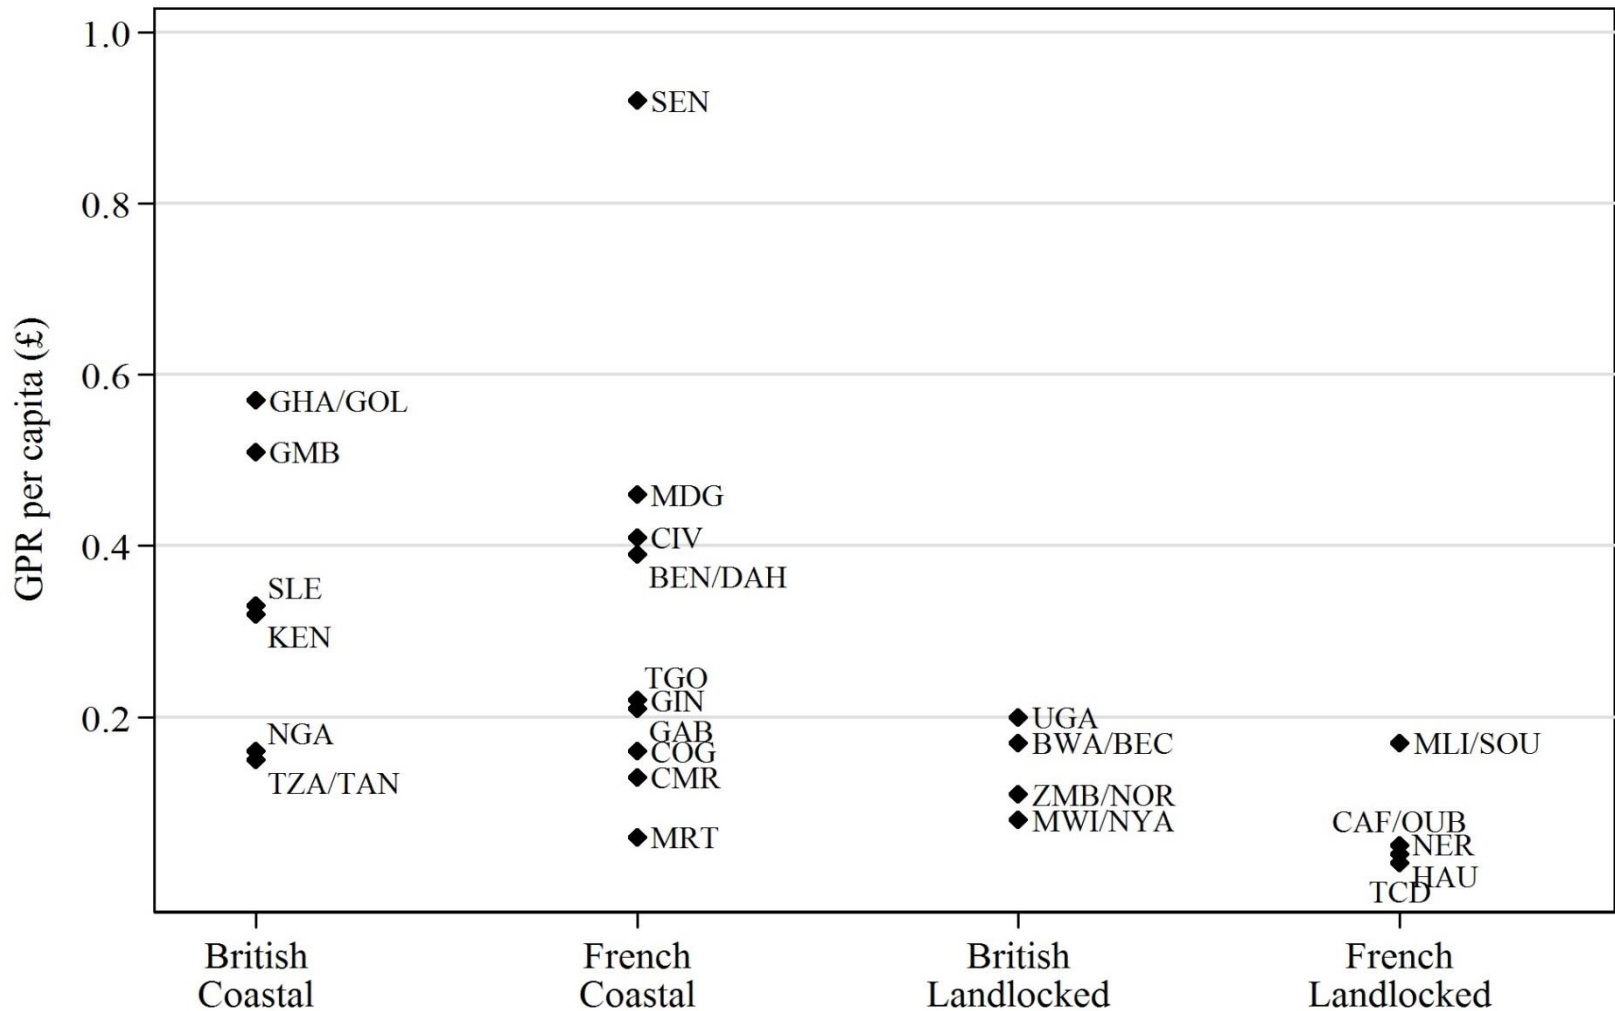 GPR per capita (£)
1.0
0.8
0.6
0.4
0.2
SEN
GHA/GOL
GMB
MDG
CIV
BEN/DAH
SLE
KEN
TGO
GIN
NGA
GAB
COG
TZA/TAN
CMR
MRT
UGA
BWA/BEC
ZMB/NOR
MWI/NYA
MLI/SOU
CAF/OUB
NER
HAU
TCD
British
Coastal
French
Coastal
British
Landlocked
French
Landlocked